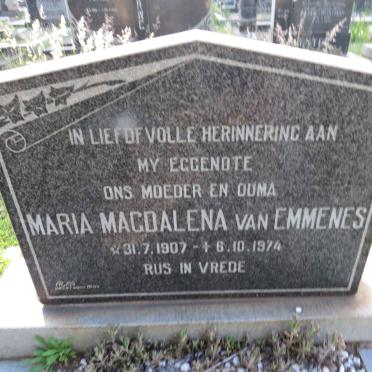 IN LIEFDEVOLLE HERINNERING AAN
MY EGGENOTE
ONS MOEDER EN OUMA
MARIA MAGDALENA VAN EMMENES
☆ 31.7.1907 - ✝ 6.10.1974
RUS IN VREDE